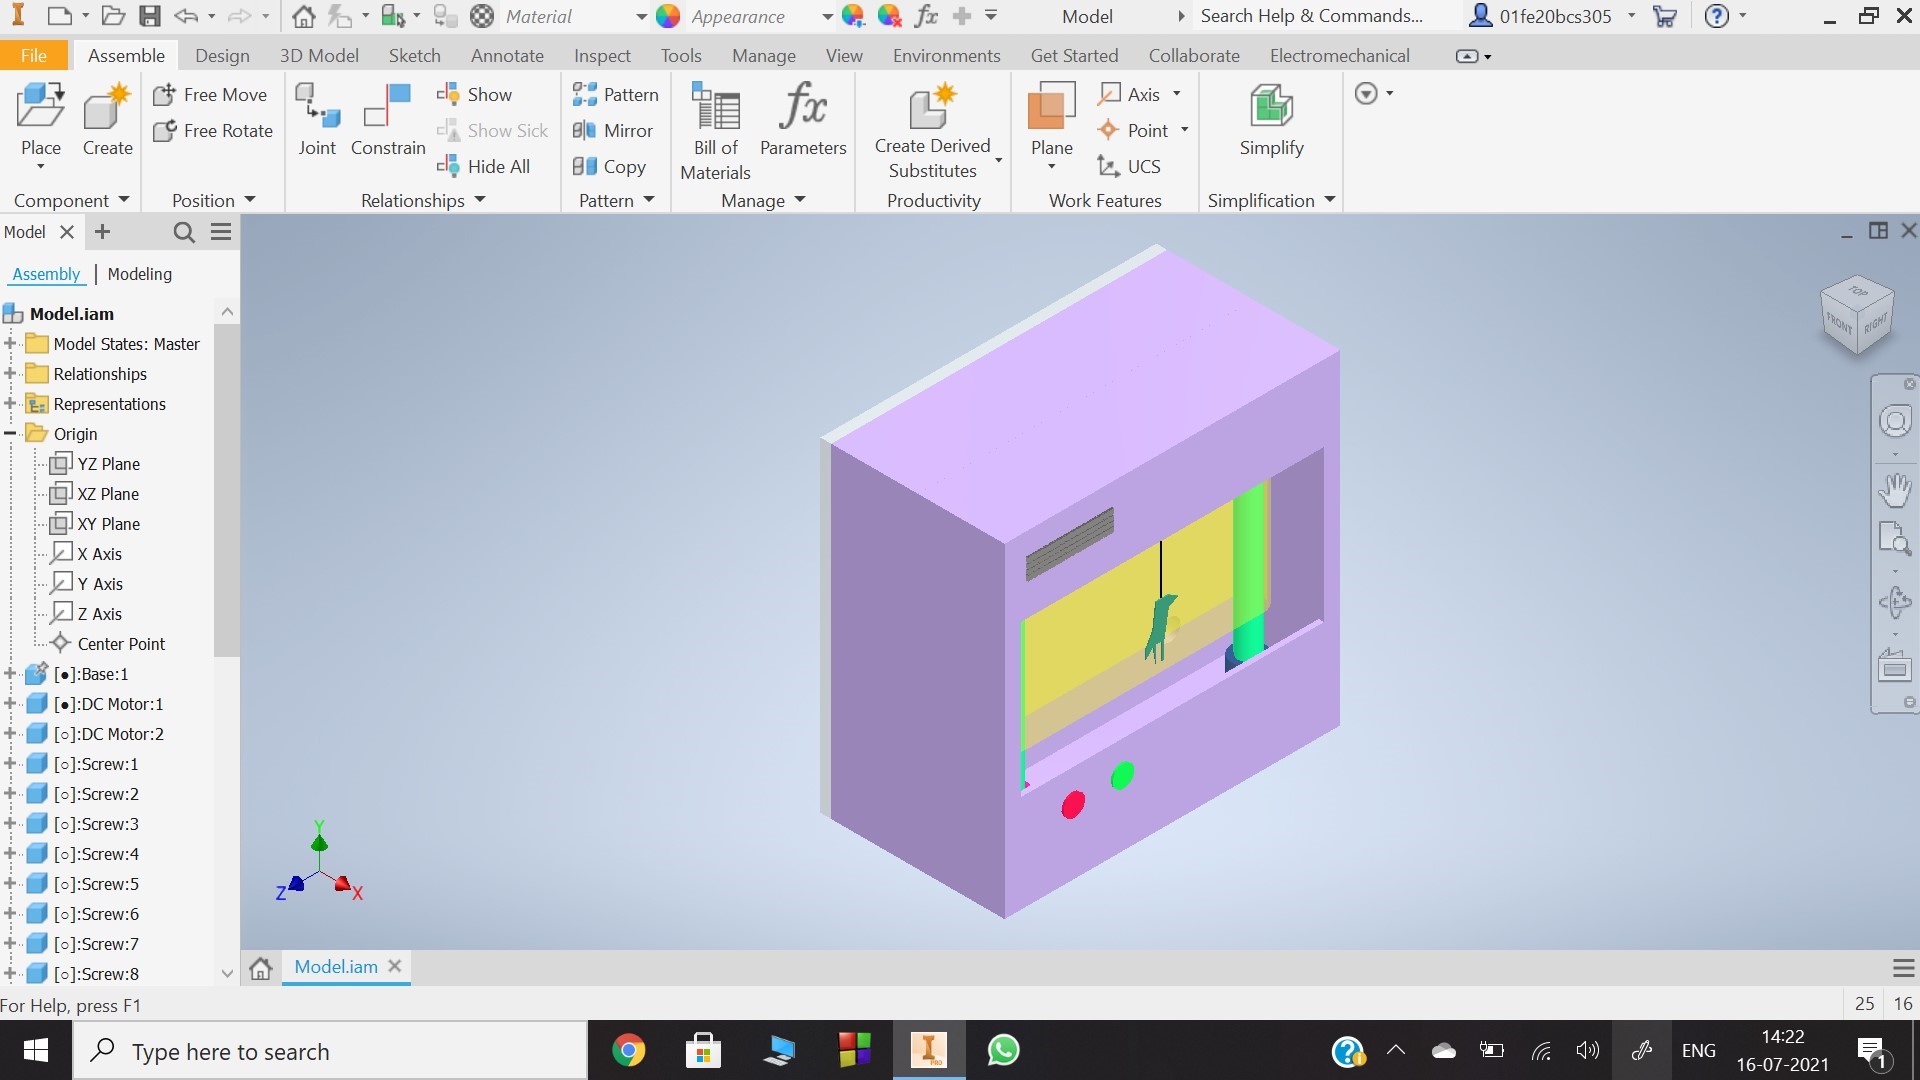 Material
Appearance
Model
Search Help & Commands...
01fe20bcs305
File
Assemble
Design
3D Model
Sketch
Annotate
Inspect
Tools
Manage
View
Environments
Get Started
Collaborate
Electromechanical
Place
Create
Free Move
Free Rotate
Joint
Constrain
Show
Show Sick
Hide All
Pattern
Mirror
Copy
Bill of
Materials
fx
Parameters
Create Derived
Substitutes
Plane
Axis
Point
UCS
Simplify
Component
Position
Relationships
Pattern
Manage
Productivity
Work Features
Simplification
Model
Assembly | Modeling
Model.iam
Model States: Master
Relationships
Representations
Origin
YZ Plane
XZ Plane
XY Plane
X Axis
Y Axis
Z Axis
Center Point
[●]:Base:1
[●]:DC Motor:1
[○]:DC Motor:2
[○]:Screw:1
[○]:Screw:2
[○]:Screw:3
[○]:Screw:4
[○]:Screw:5
[○]:Screw:6
[○]:Screw:7
[○]:Screw:8
TOP
FRONT
RIGHT
Y
Z
X
Model.iam
For Help, press F1
25
16
Type here to search
I
PRO
ENG
14:22
16-07-2021
1